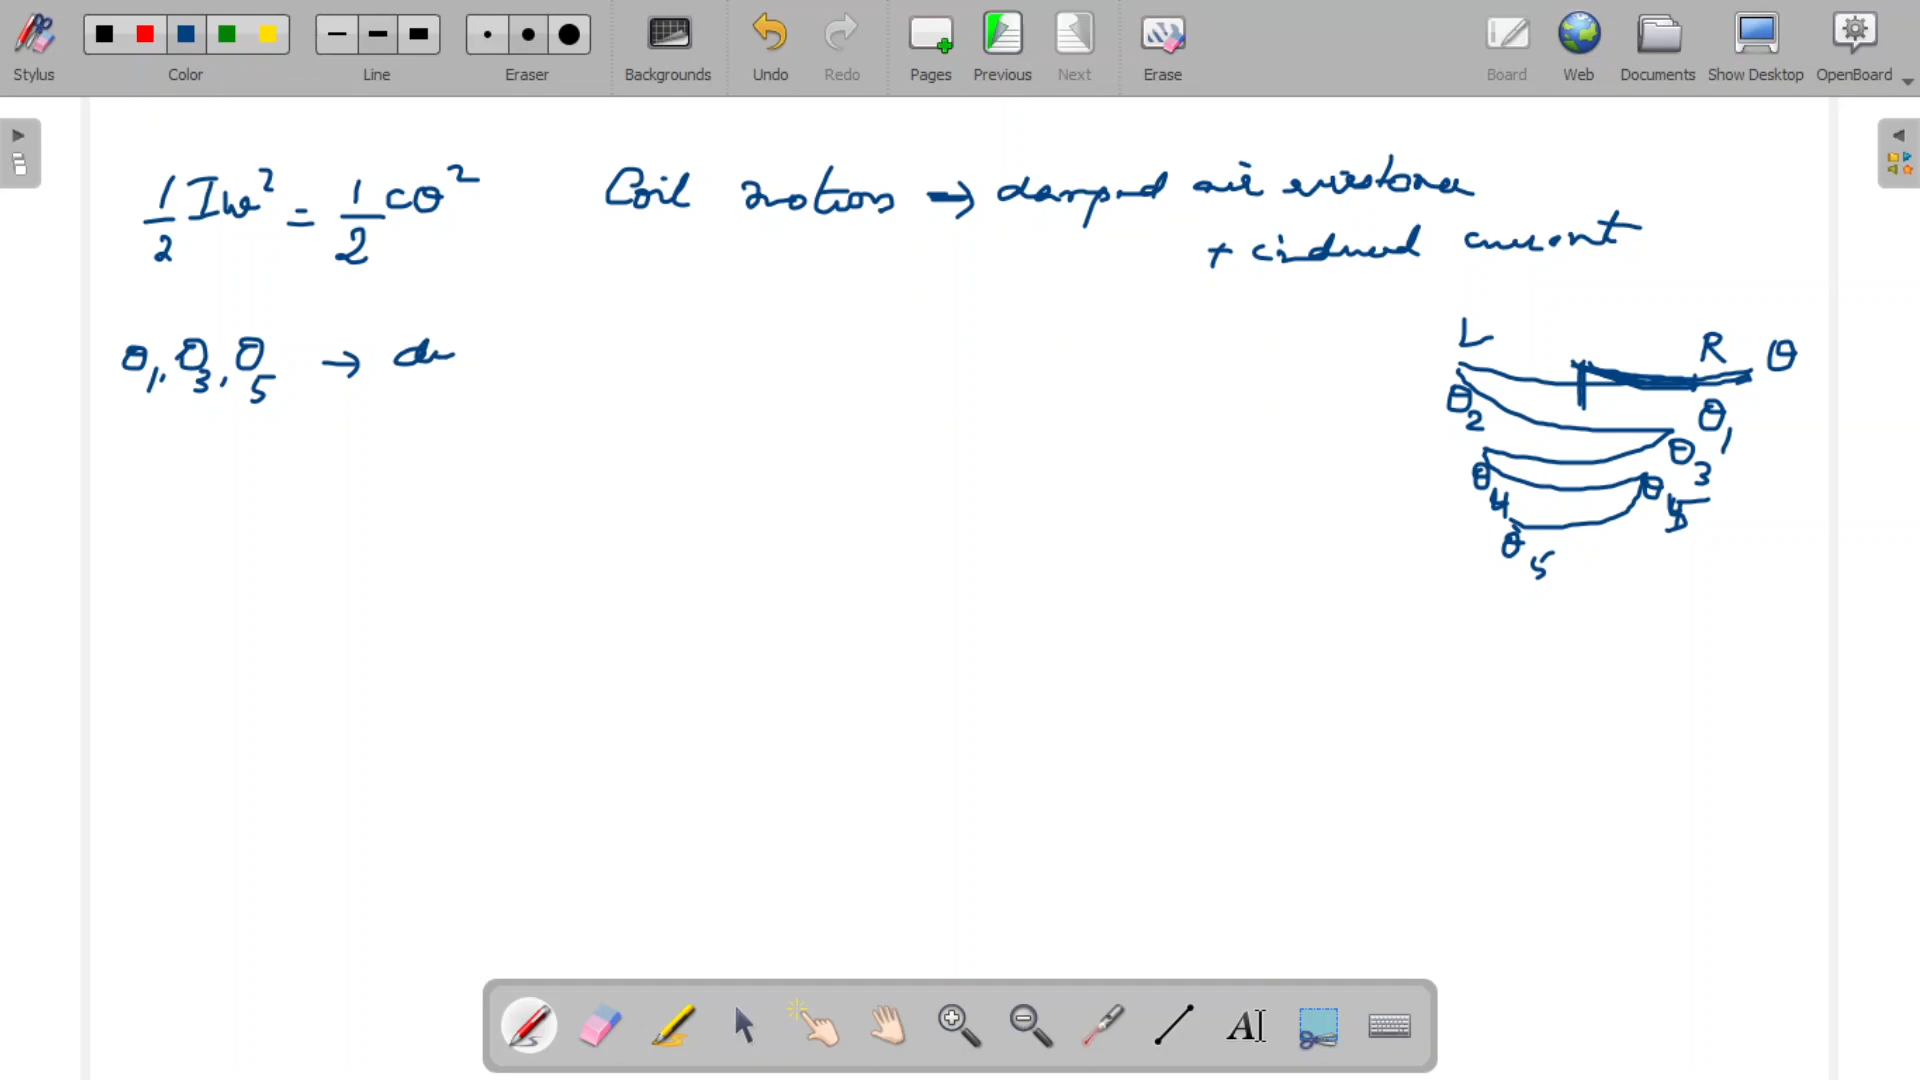 Stylus Color Line Eraser Backgrounds Undo Redo Pages Previous Next Erase Board Web Documents Show Desktop OpenBoard
1/2 Iω² = 1/2 cθ² Coil motion → damped air resistance
+ induced current
θ₁, θ₃, θ₅ →
L R θ
θ₂ θ₁
θ₃
θ₄ θ
θ₅